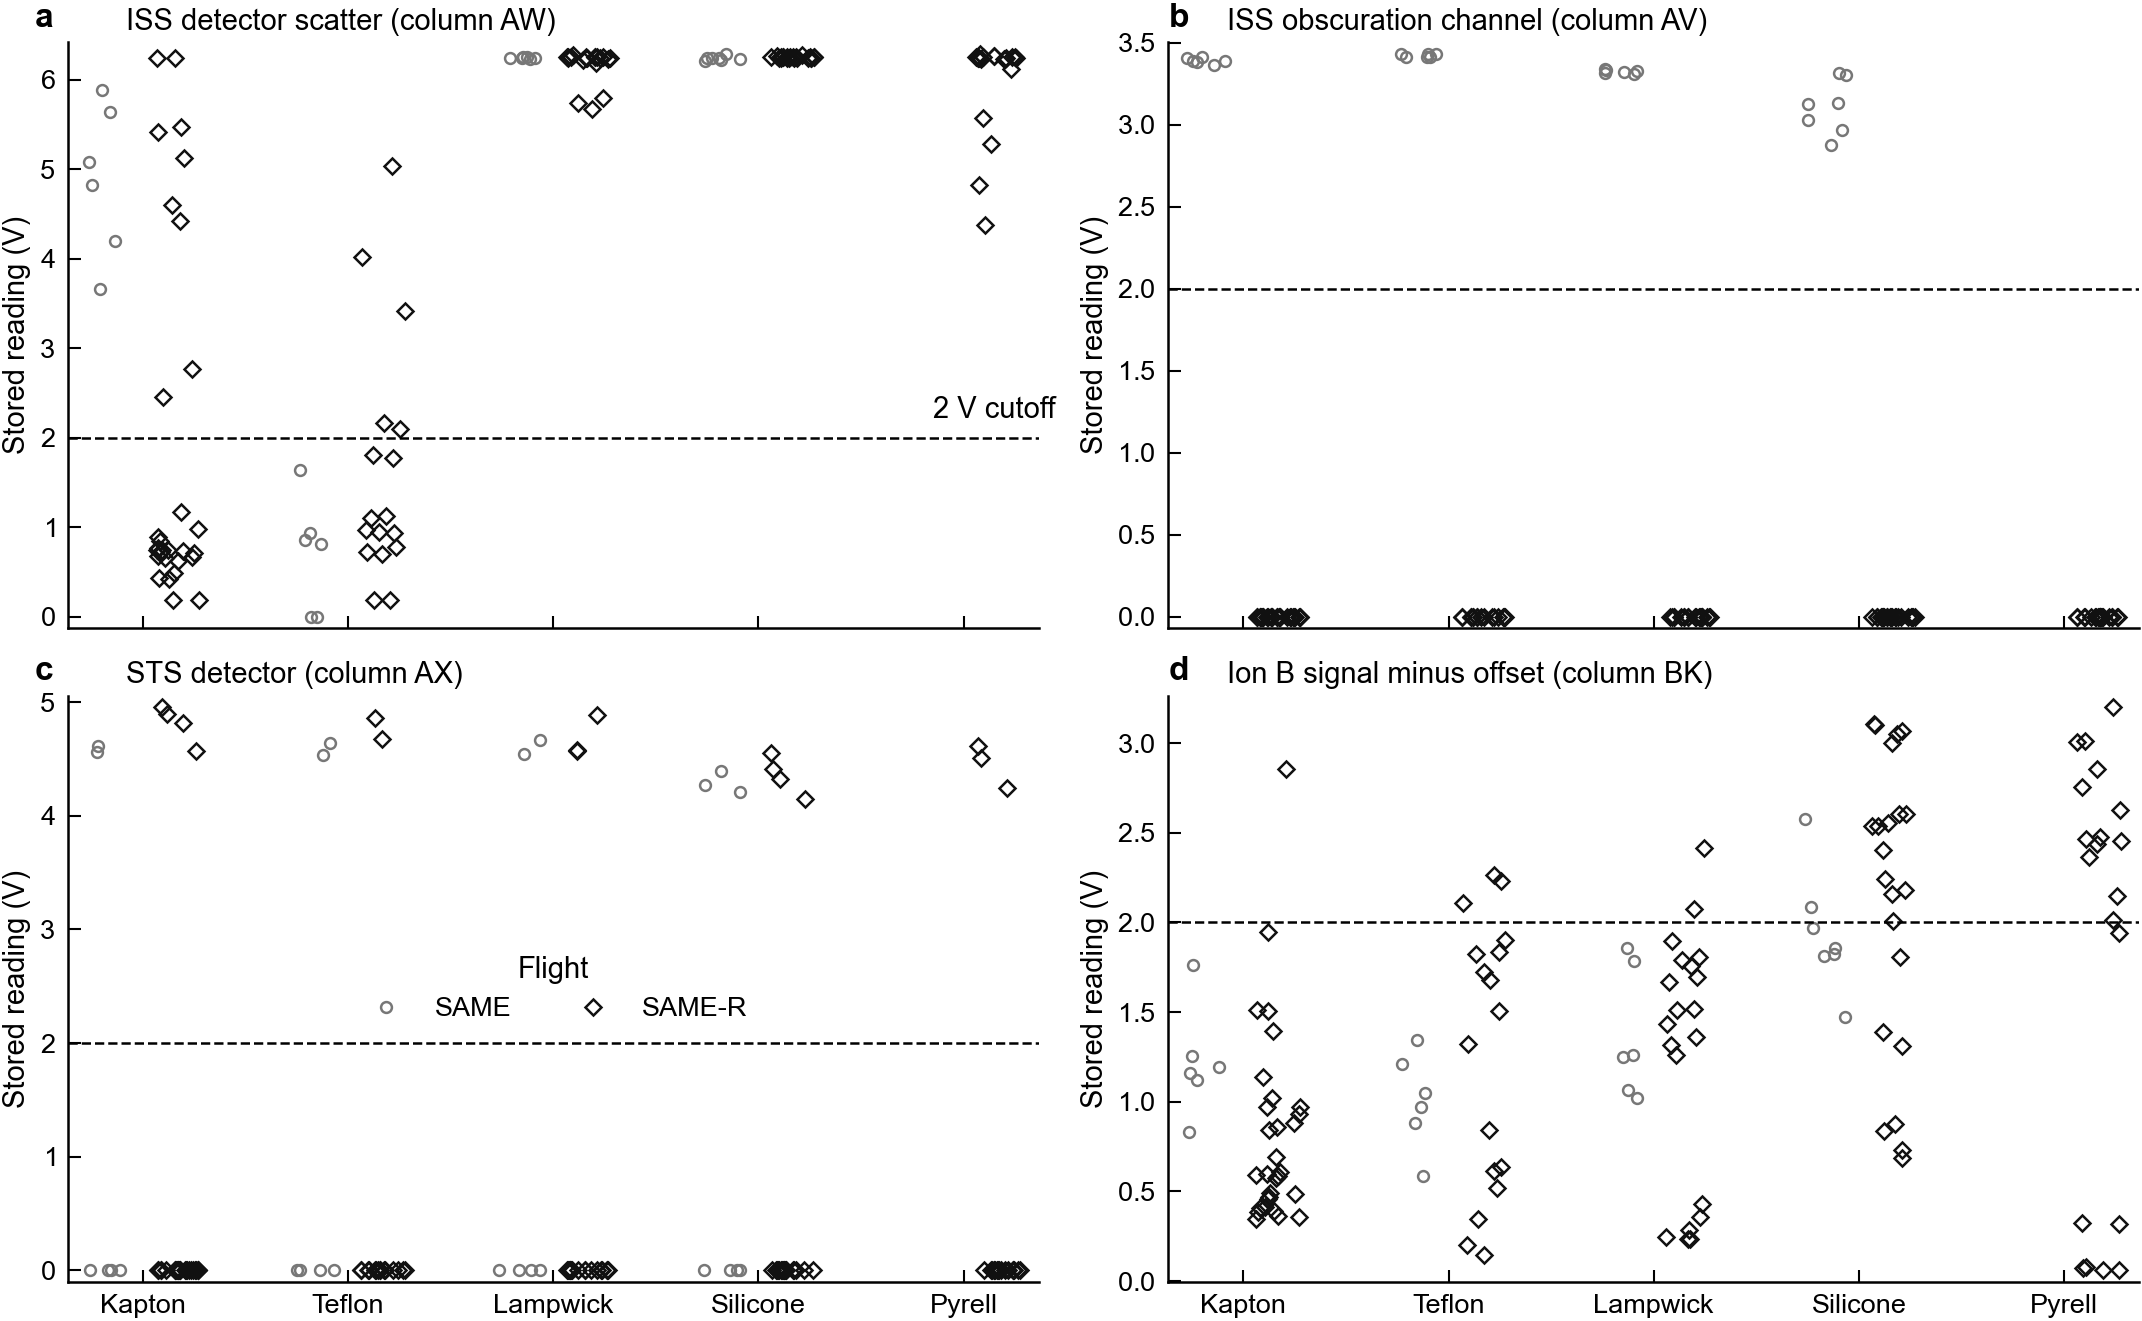 a ISS detector scatter (column AW)
Stored reading (V)
6
5
4
3
2
1
0
2 V cutoff
b ISS obscuration channel (column AV)
Stored reading (V)
3.5
3.0
2.5
2.0
1.5
1.0
0.5
0.0
c STS detector (column AX)
Stored reading (V)
5
4
3
2
1
0
Flight
SAME SAME-R
Kapton Teflon Lampwick Silicone Pyrell
d Ion B signal minus offset (column BK)
Stored reading (V)
3.0
2.5
2.0
1.5
1.0
0.5
0.0
Kapton Teflon Lampwick Silicone Pyrell